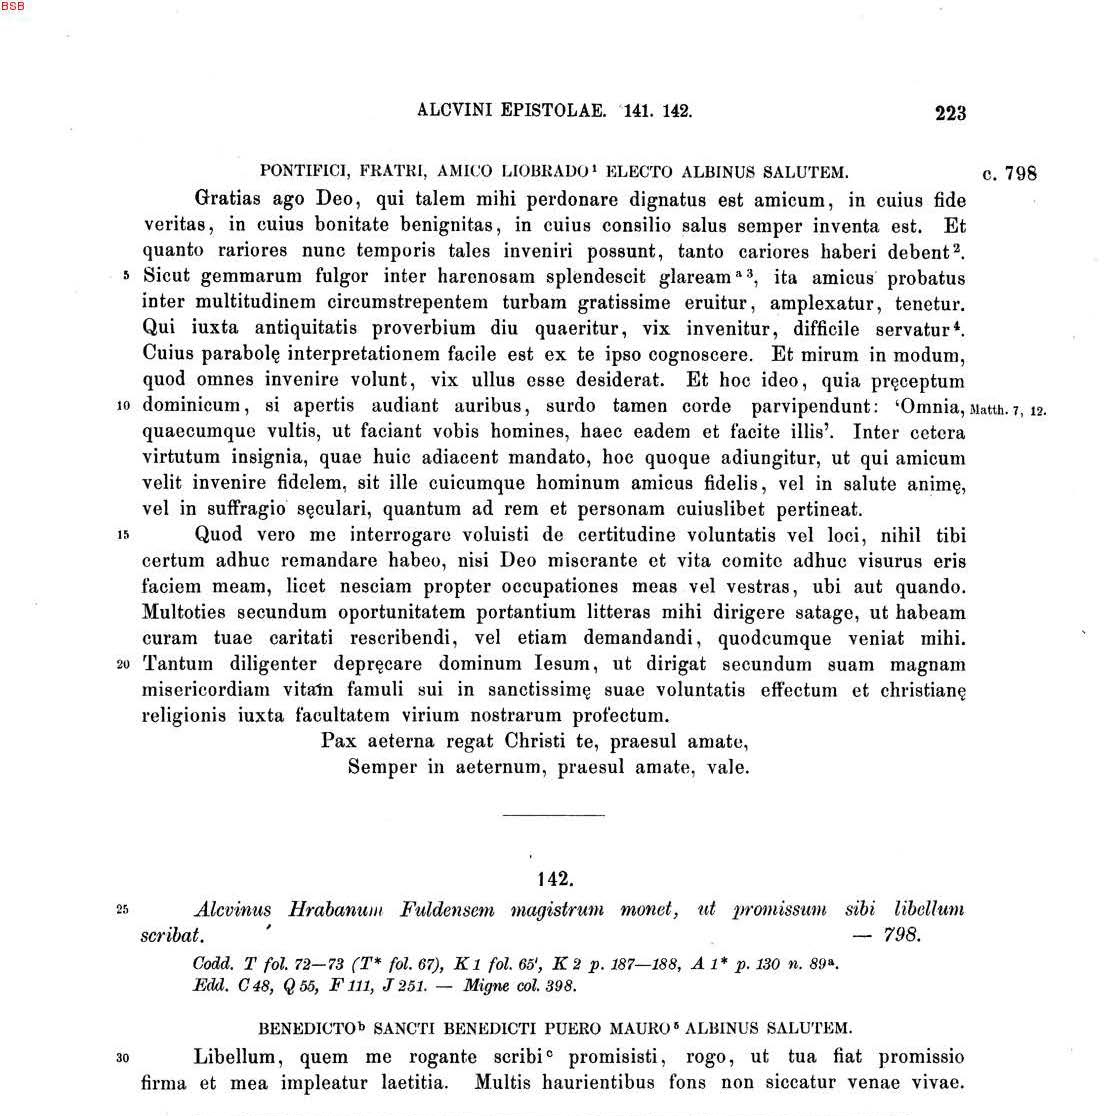 BSB
ALCVINI EPISTOLAE. 141. 142. 223
PONTIFICI, FRATRI, AMICO LIOBRADO¹ ELECTO ALBINUS SALUTEM. c. 798
Gratias ago Deo, qui talem mihi perdonare dignatus est amicum, in cuius fide
veritas, in cuius bonitate benignitas, in cuius consilio salus semper inventa est. Et
quanto rariores nunc temporis tales inveniri possunt, tanto cariores haberi debent².
5 Sicut gemmarum fulgor inter harenosam splendescit glaream ᵃ ³, ita amicus probatus
inter multitudinem circumstrepentem turbam gratissime eruitur, amplexatur, tenetur.
Qui iuxta antiquitatis proverbium diu quaeritur, vix invenitur, difficile servatur⁴.
Cuius parabolę interpretationem facile est ex te ipso cognoscere. Et mirum in modum,
quod omnes invenire volunt, vix ullus esse desiderat. Et hoc ideo, quia pręceptum
10 dominicum, si apertis audiant auribus, surdo tamen corde parvipendunt: ‘Omnia, Matth. 7, 12.
quaecumque vultis, ut faciant vobis homines, haec eadem et facite illis’. Inter cetera
virtutum insignia, quae huic adiacent mandato, hoc quoque adiungitur, ut qui amicum
velit invenire fidelem, sit ille cuicumque hominum amicus fidelis, vel in salute animę,
vel in suffragio sęculari, quantum ad rem et personam cuiuslibet pertineat.
15 Quod vero me interrogare voluisti de certitudine voluntatis vel loci, nihil tibi
certum adhuc remandare habeo, nisi Deo miserante et vita comite adhuc visurus eris
faciem meam, licet nesciam propter occupationes meas vel vestras, ubi aut quando.
Multoties secundum oportunitatem portantium litteras mihi dirigere satage, ut habeam
curam tuae caritati rescribendi, vel etiam demandandi, quodcumque veniat mihi.
20 Tantum diligenter depręcare dominum Iesum, ut dirigat secundum suam magnam
misericordiam vitam famuli sui in sanctissimę suae voluntatis effectum et christianę
religionis iuxta facultatem virium nostrarum profectum.
Pax aeterna regat Christi te, praesul amate,
Semper in aeternum, praesul amate, vale.
142.
25 Alcvinus Hrabanum Fuldensem magistrum monet, ut promissum sibi libellum
scribat. — 798.
Codd. T fol. 72—73 (T* fol. 67), K 1 fol. 65', K 2 p. 187—188, A 1* p. 130 n. 89ᵃ.
Edd. C 48, Q 55, F 111, J 251. — Migne col. 398.
BENEDICTOᵇ SANCTI BENEDICTI PUERO MAURO⁵ ALBINUS SALUTEM.
30 Libellum, quem me rogante scribiᶜ promisisti, rogo, ut tua fiat promissio
firma et mea impleatur laetitia. Multis haurientibus fons non siccatur venae vivae.